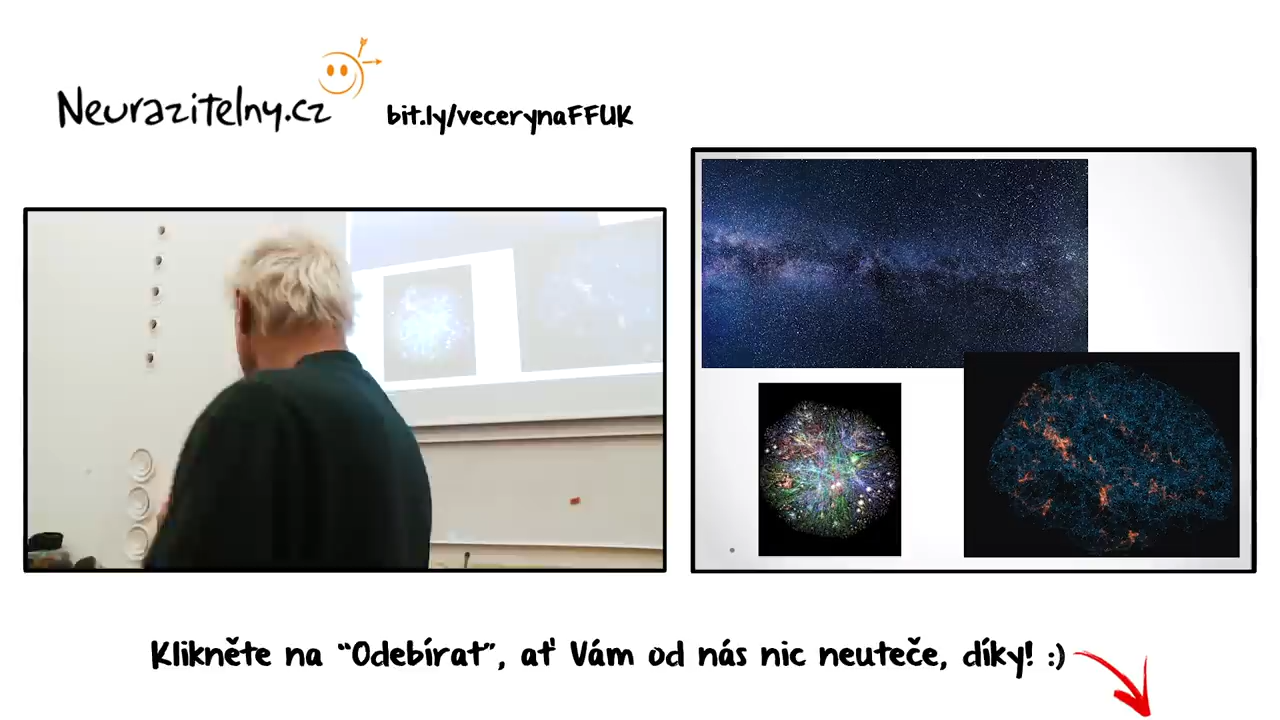 Neurazitelny.cz
bit.ly/vecerynaFFUK
Klikněte na “Odebírat”, ať Vám od nás nic neuteče, díky! :)